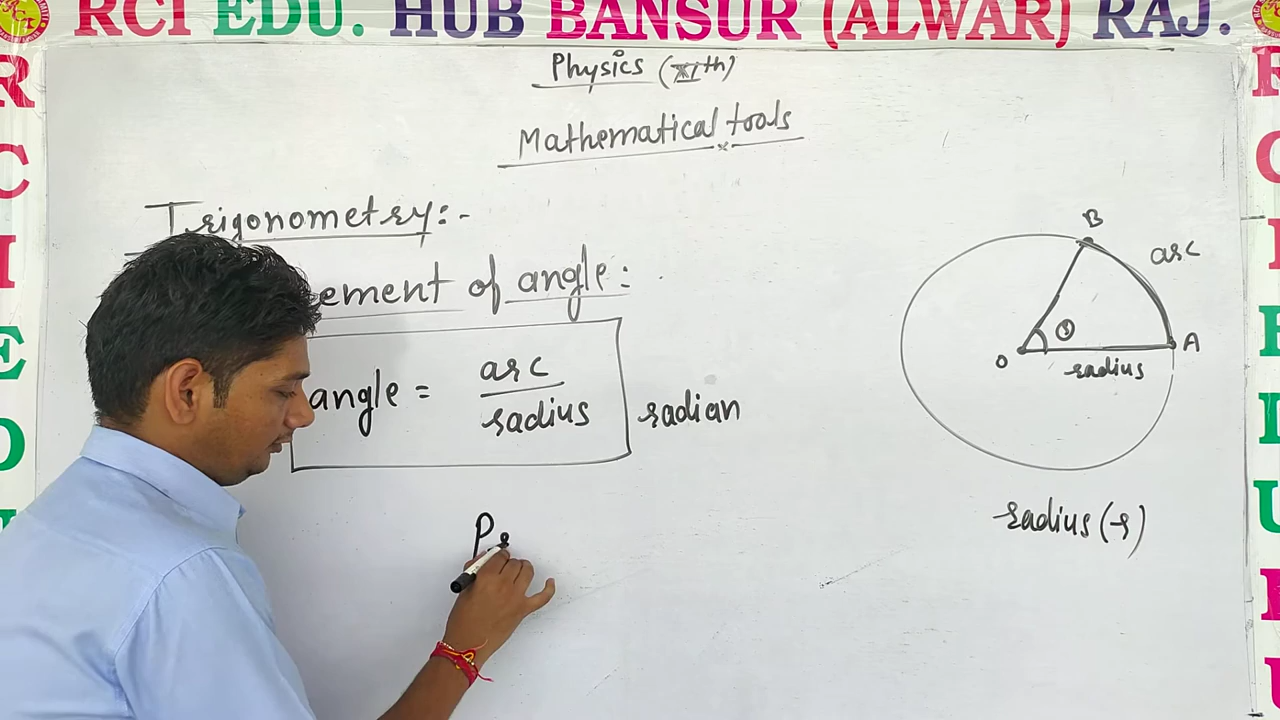 RCI EDU. HUB BANSUR (ALWAR) RAJ.
Physics (XIth)
Mathematical tools
Trigonometry:-
ement of angle:
angle = arc / radius radian
B
arc
θ
O
A
radius
radius (r)
R
C
I
E
D